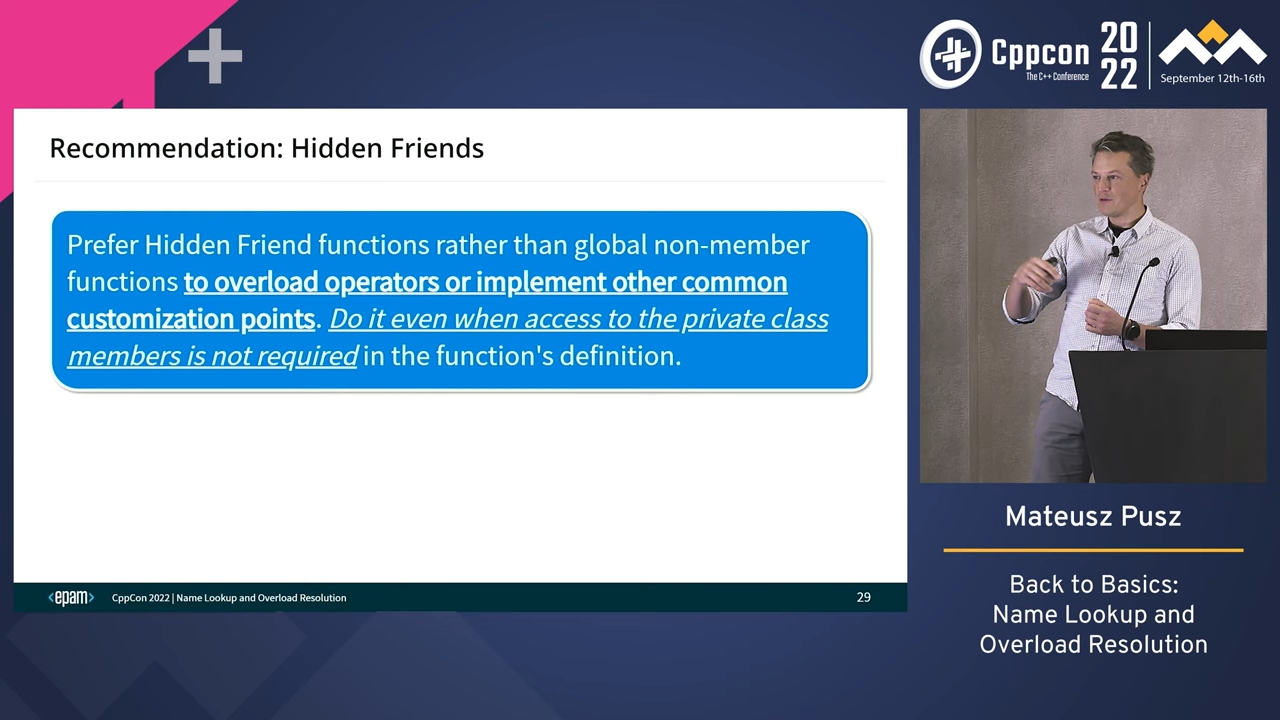 Cppcon
The C++ Conference
20
22
September 12th-16th
Recommendation: Hidden Friends
Prefer Hidden Friend functions rather than global non-member
functions to overload operators or implement other common
customization points. Do it even when access to the private class
members is not required in the function's definition.
<epam>
CppCon 2022 | Name Lookup and Overload Resolution
29
Mateusz Pusz
Back to Basics:
Name Lookup and
Overload Resolution